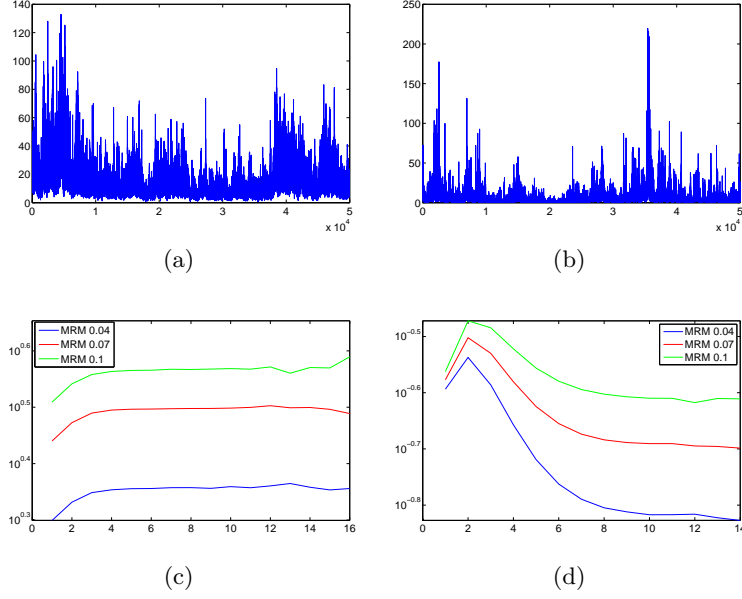 140
120
100
80
60
40
20
0
0 1 2 3 4 5
x 10^4
(a)
250
200
150
100
50
0
0 1 2 3 4 5
x 10^4
(b)
10^0.6
10^0.5
10^0.4
10^0.3
MRM 0.04
MRM 0.07
MRM 0.1
0 2 4 6 8 10 12 14 16
(c)
10^-0.5
10^-0.6
10^-0.7
10^-0.8
MRM 0.04
MRM 0.07
MRM 0.1
0 2 4 6 8 10 12 14
(d)